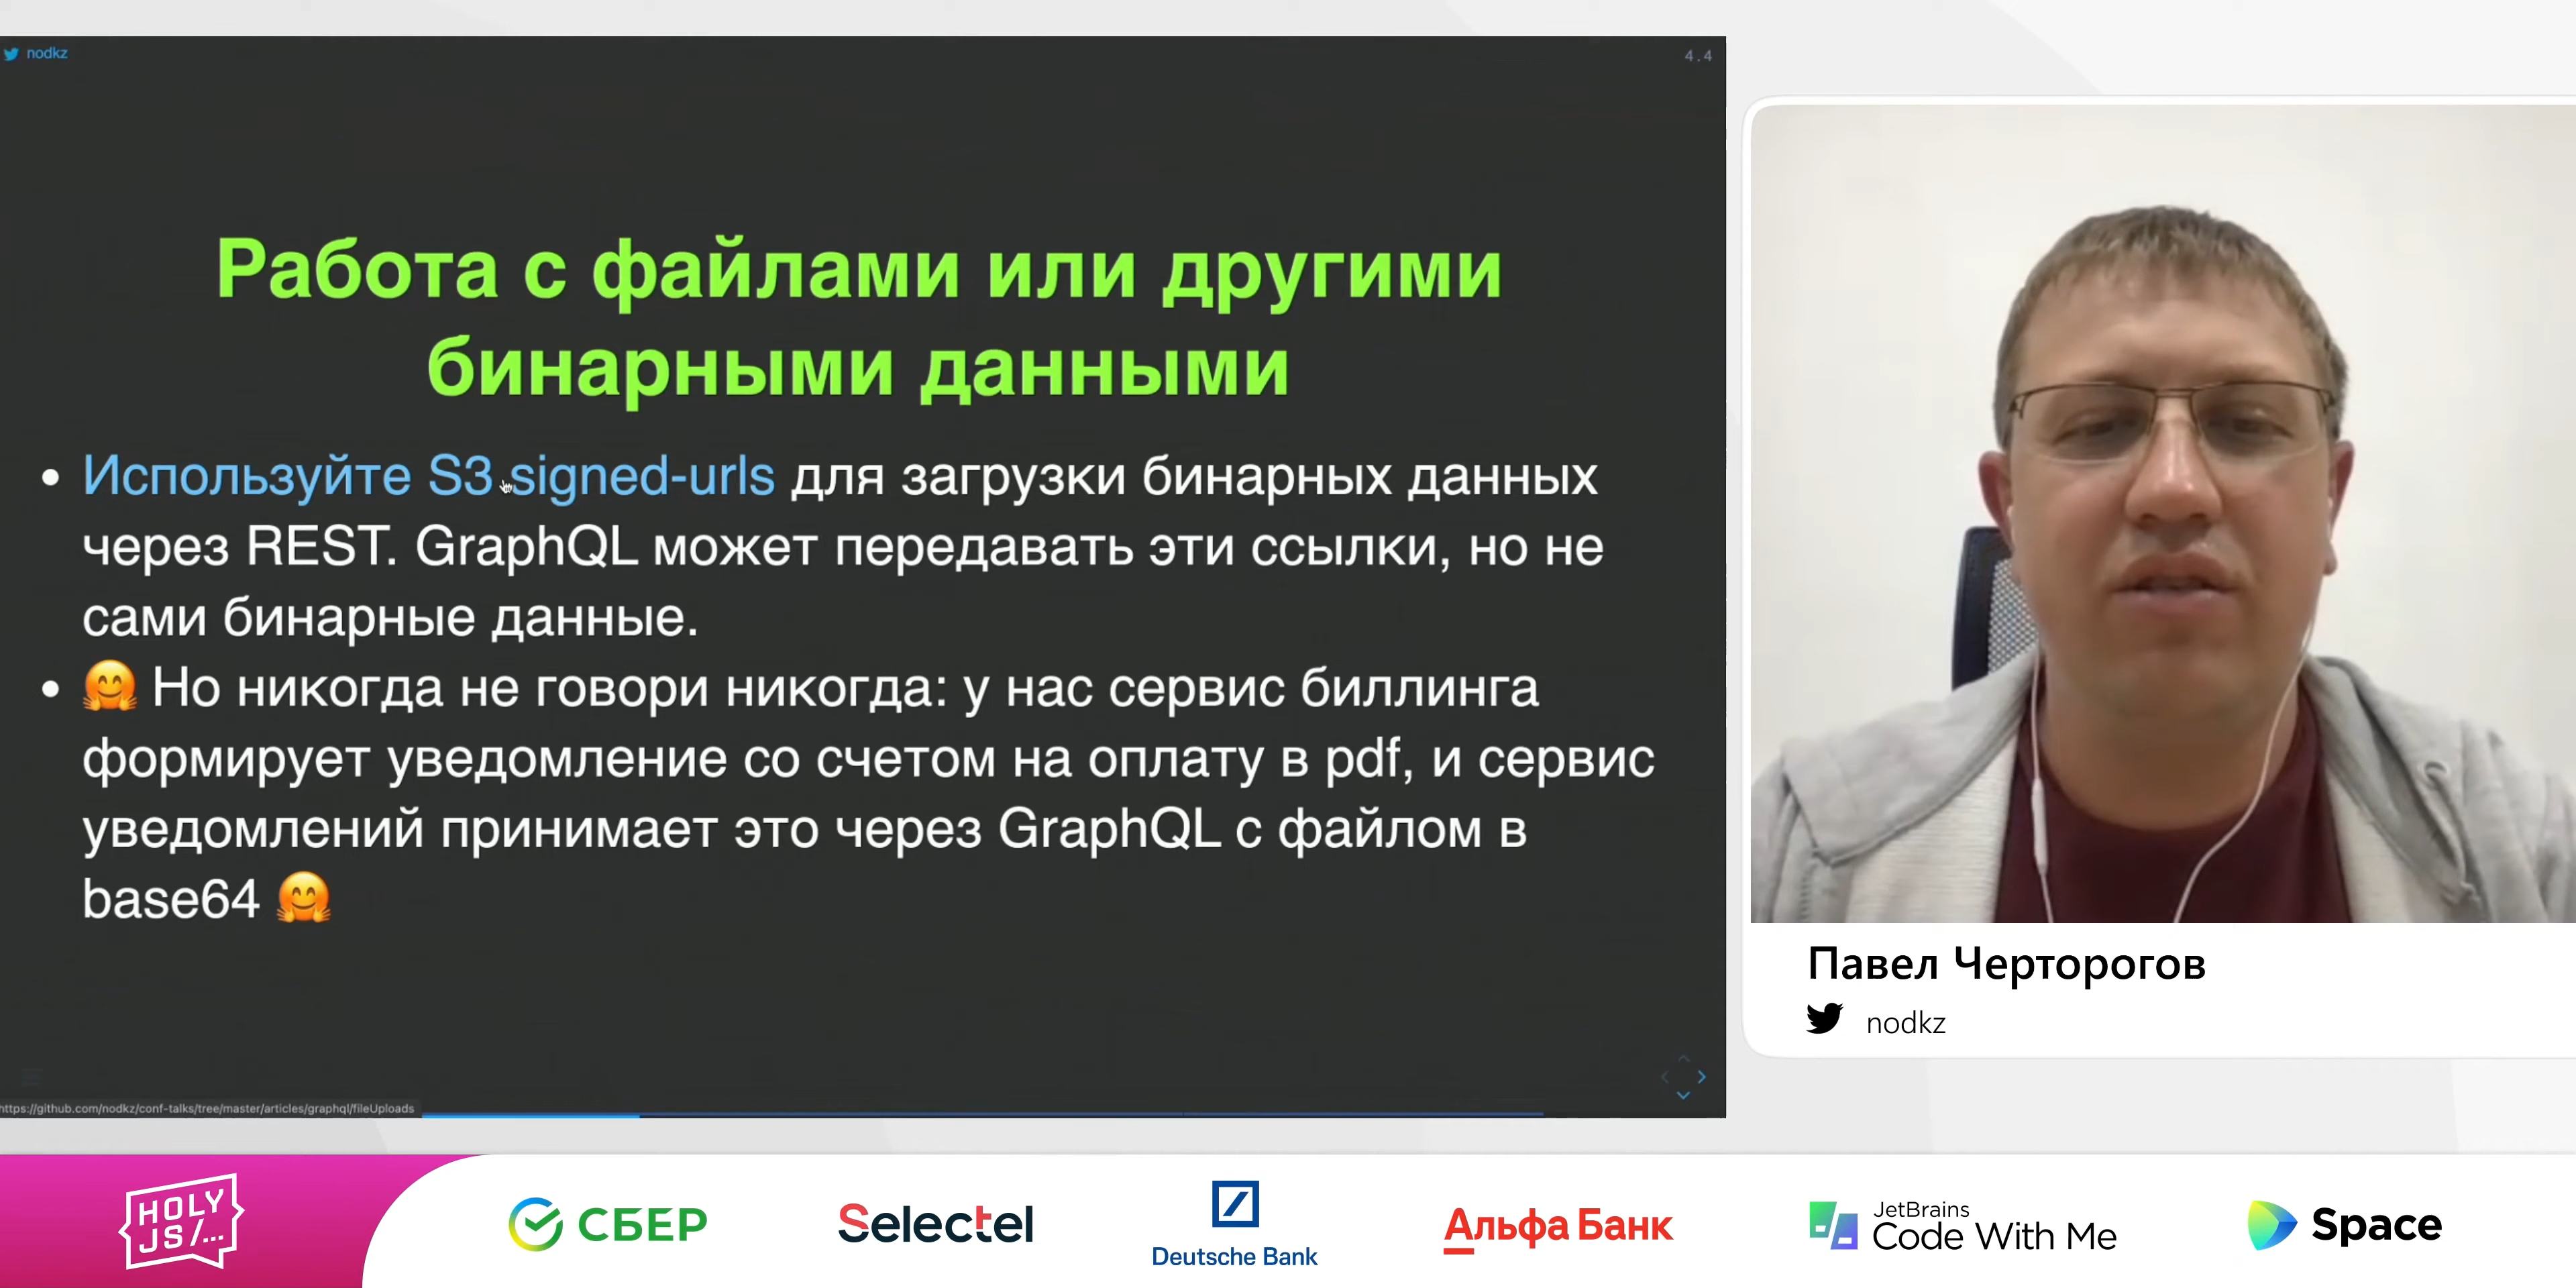 nodkz
4.4
Работа с файлами или другими
бинарными данными
• Используйте S3 signed-urls для загрузки бинарных данных
через REST. GraphQL может передавать эти ссылки, но не
сами бинарные данные.
• 🤗 Но никогда не говори никогда: у нас сервис биллинга
формирует уведомление со счетом на оплату в pdf, и сервис
уведомлений принимает это через GraphQL с файлом в
base64 🤗
https://github.com/nodkz/conf-talks/tree/master/articles/graphql/fileUploads
Павел Черторогов
nodkz
HOLY
JS/...
СБЕР
Selectel
Deutsche Bank
Альфа Банк
JetBrains
Code With Me
Space